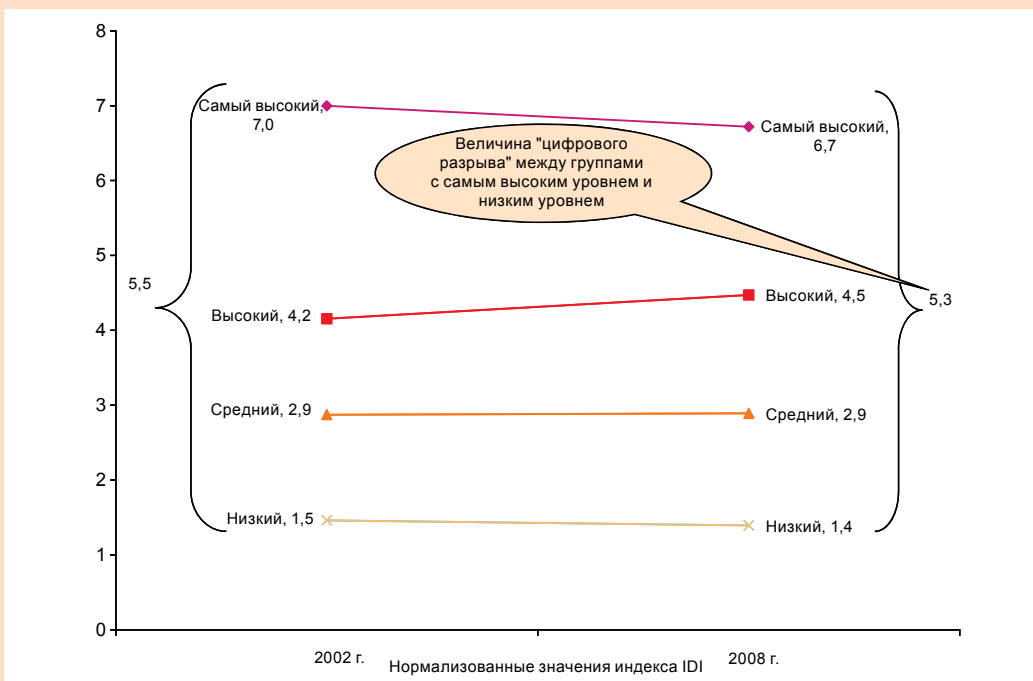 8
7
6
5
4
3
2
1
0
Самый высокий,
7,0
Самый высокий,
6,7
Величина "цифрового
разрыва" между группами
с самым высоким уровнем и
низким уровнем
5,5
5,3
Высокий, 4,2
Высокий, 4,5
Средний, 2,9
Средний, 2,9
Низкий, 1,5
Низкий, 1,4
2002 г.
2008 г.
Нормализованные значения индекса IDI